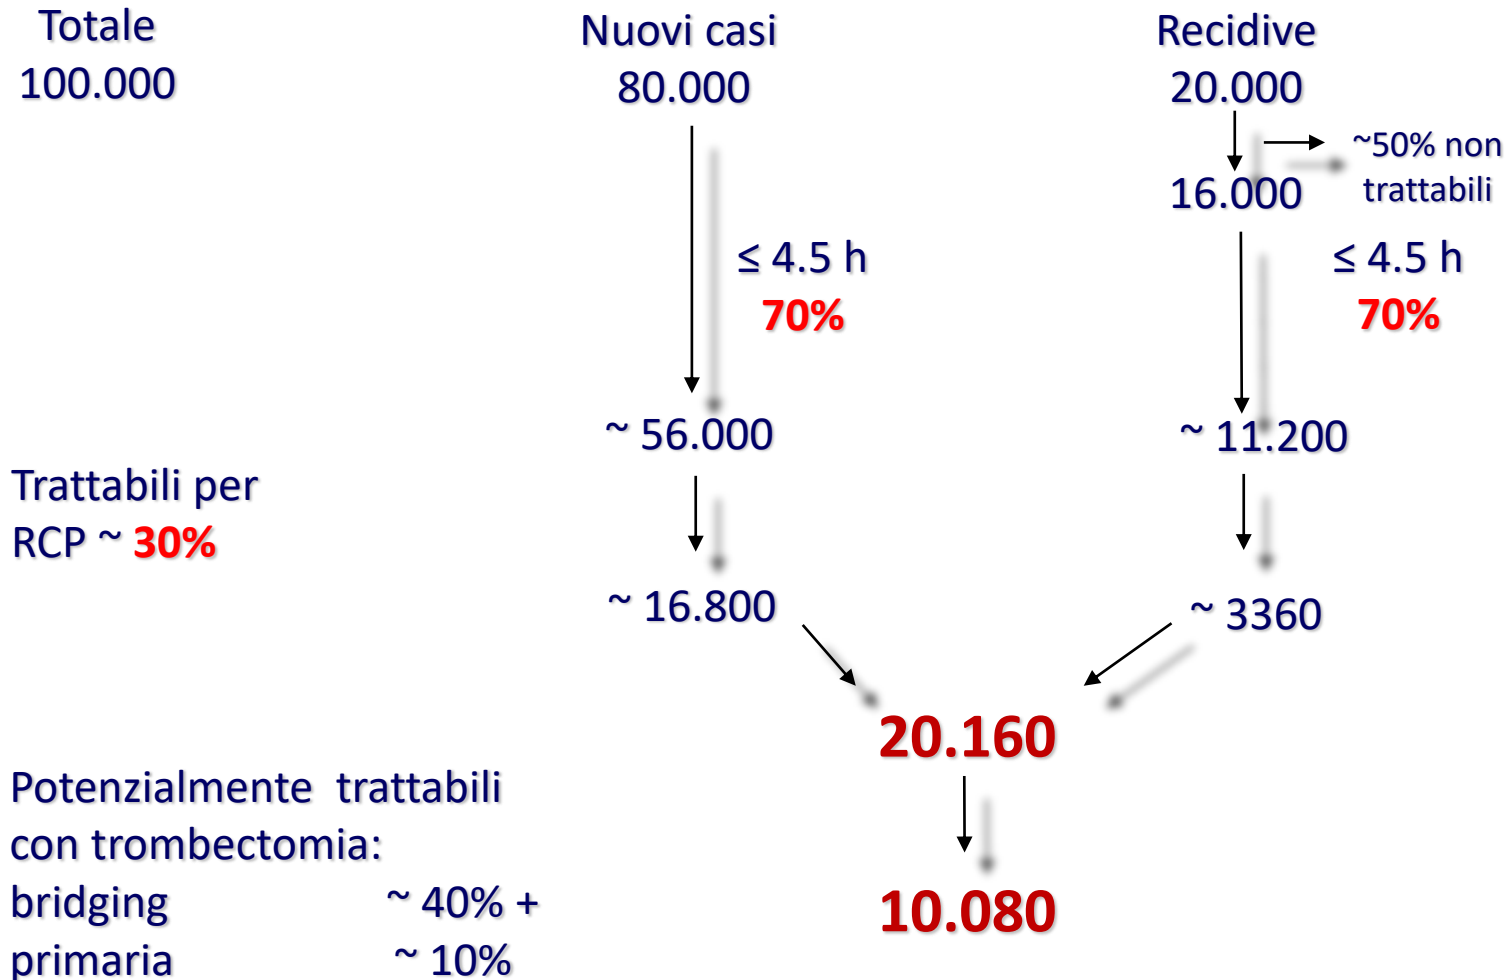 Totale
100.000
Nuovi casi
80.000
Recidive
20.000
~50% non
trattabili
16.000
≤ 4.5 h
70%
≤ 4.5 h
70%
~ 56.000
~ 11.200
Trattabili per
RCP ~ 30%
~ 16.800
~ 3360
20.160
Potenzialmente trattabili
con trombectomia:
bridging ~ 40% +
primaria ~ 10%
10.080